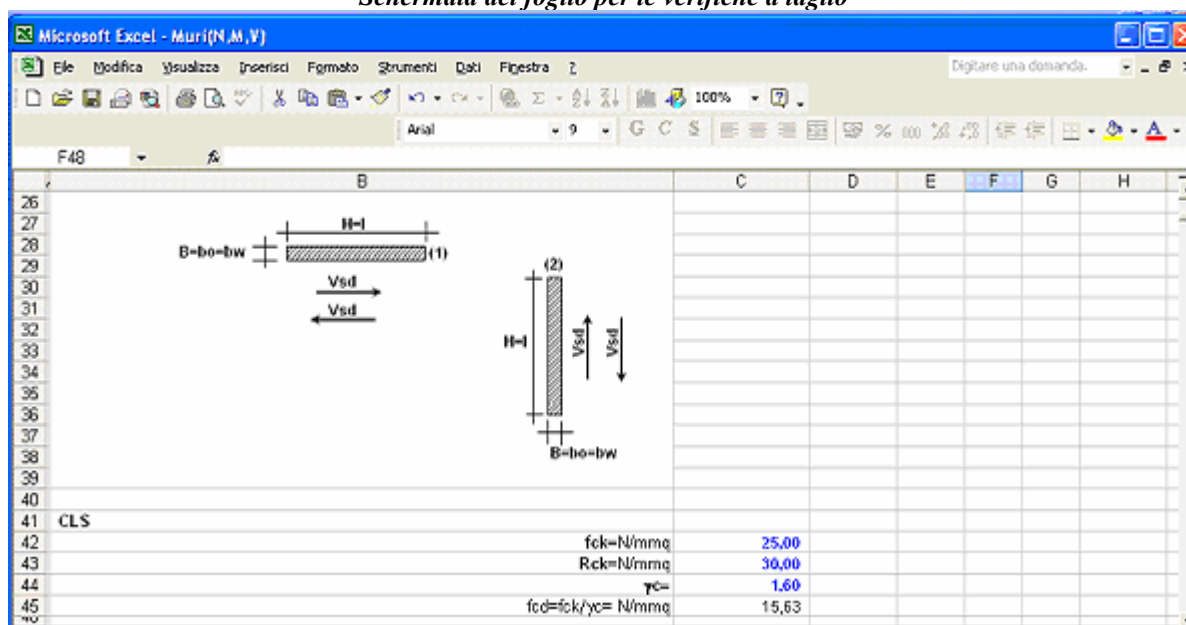 Schermata del foglio per le verifiche a taglio
Microsoft Excel - Muri(N,M,V)
File Modifica Visualizza Inserisci Formato Strumenti Dati Finestra ?
Digitare una domanda.
100%
Arial 9 G C S % 000
F48 fx
B C D E F G H
26
27 H=l
28 B=bo=bw (1)
29 (2)
30 Vsd
31 Vsd
32
33 H=l Vsd Vsd
34
35
36
37
38 B=bo=bw
39
40
41 CLS
42 fck=N/mmq 25,00
43 Rck=N/mmq 30,00
44 γc= 1,60
45 fcd=fck/γc= N/mmq 15,63